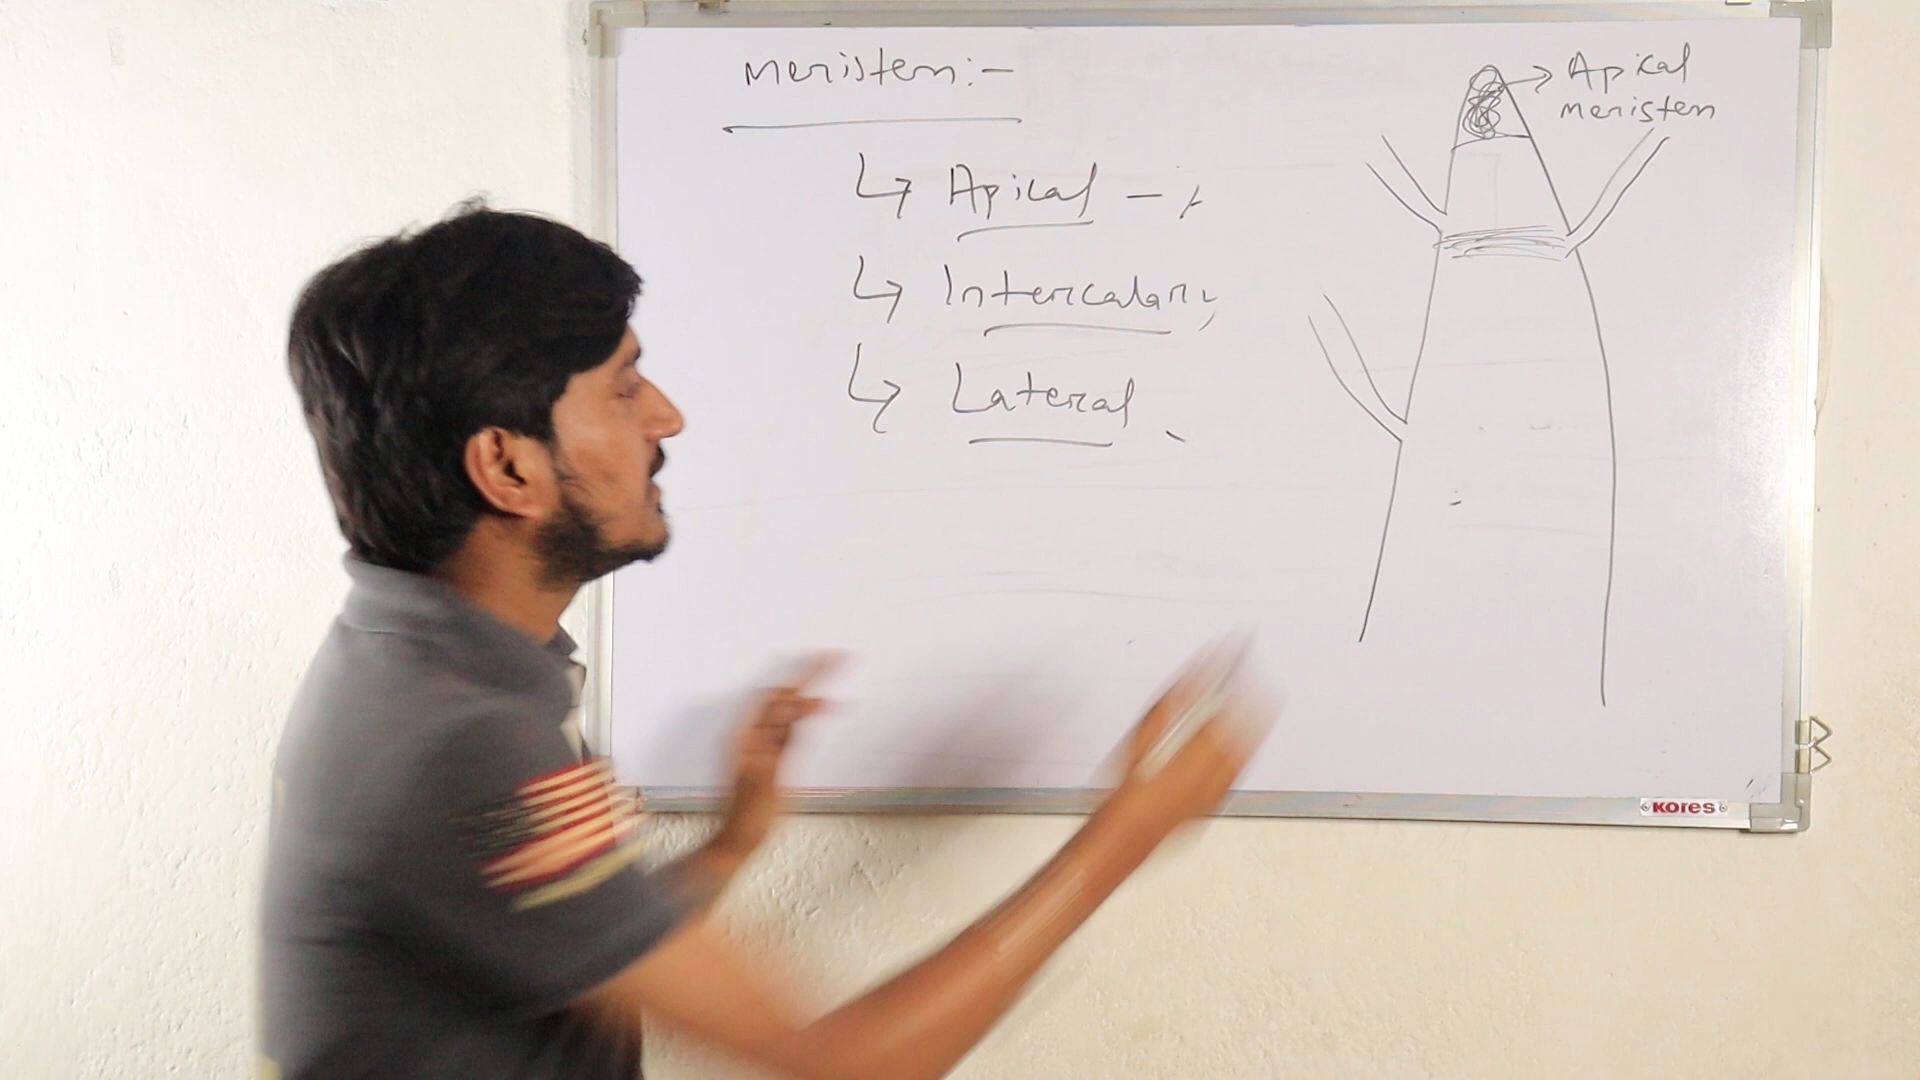 Meristem:-
↳ Apical -
↳ Intercalary
↳ Lateral
→ Apical
meristem
KORES